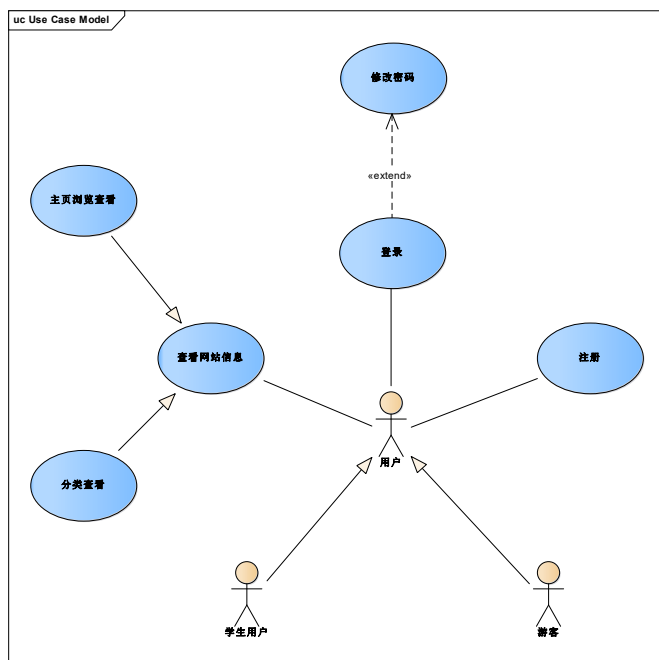 uc Use Case Model
修改密码
«extend»
主页浏览查看
登录
查看网站信息
注册
用户
分类查看
学生用户
游客